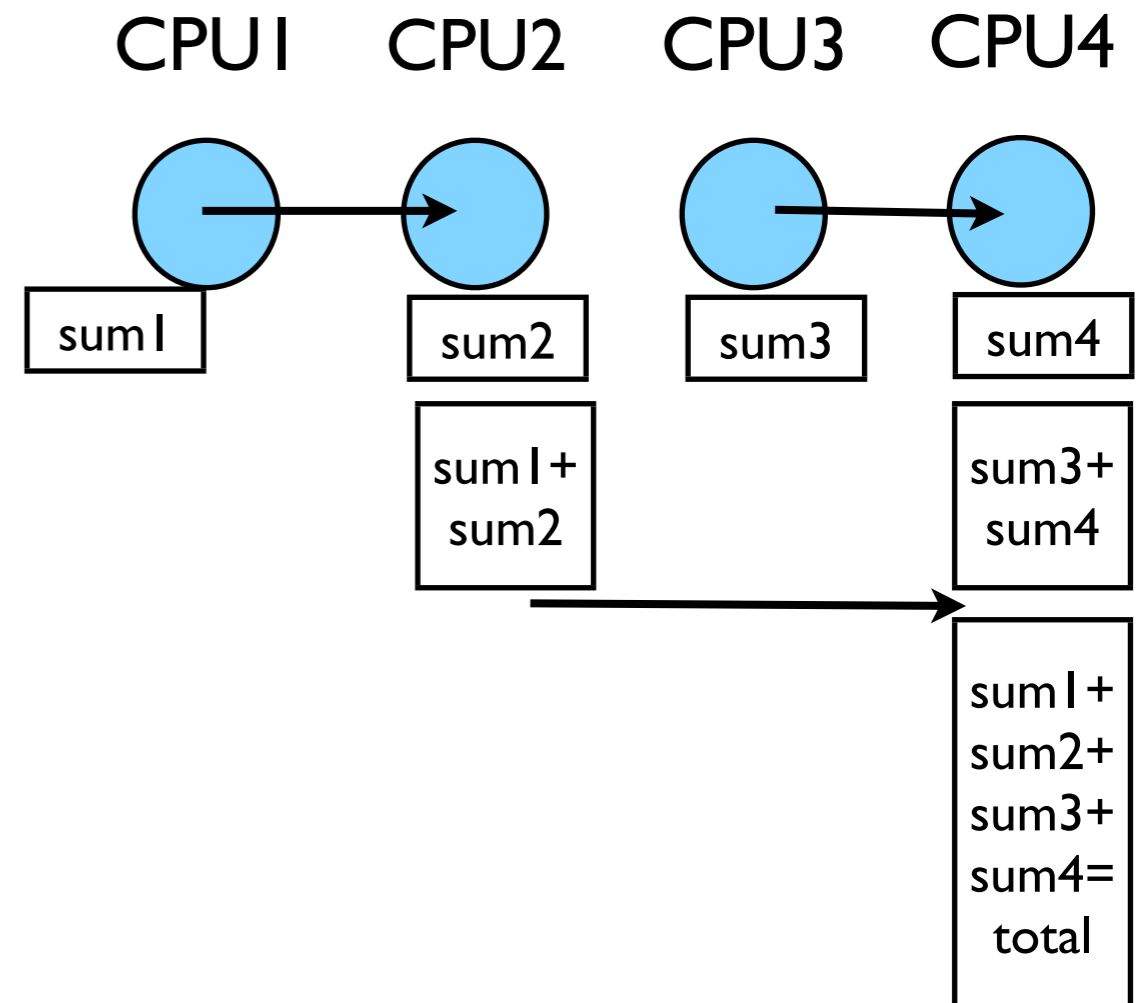 CPU1 CPU2 CPU3 CPU4
sum1 sum2 sum3 sum4
sum1+
sum2
sum3+
sum4
sum1+
sum2+
sum3+
sum4=
total